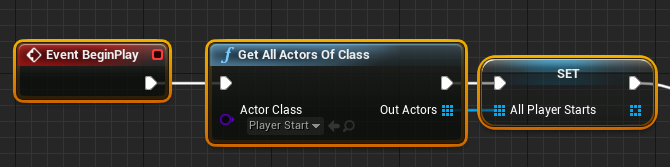 Event BeginPlay
Get All Actors Of Class
Actor Class
Player Start
Out Actors
SET
All Player Starts